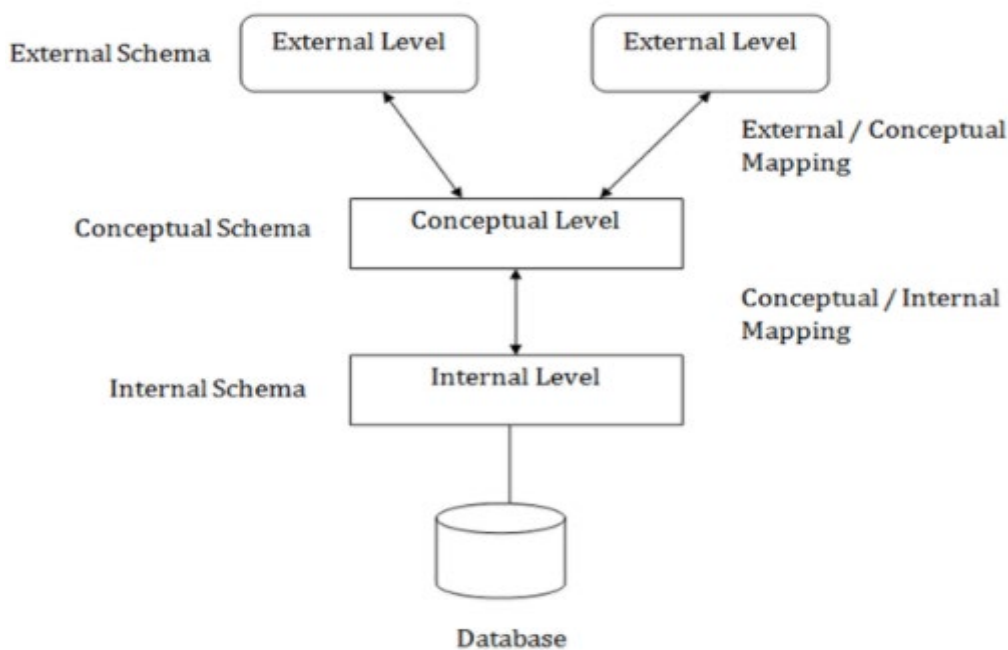 External Schema
External Level
External Level
External / Conceptual
Mapping
Conceptual Schema
Conceptual Level
Conceptual / Internal
Mapping
Internal Schema
Internal Level
Database